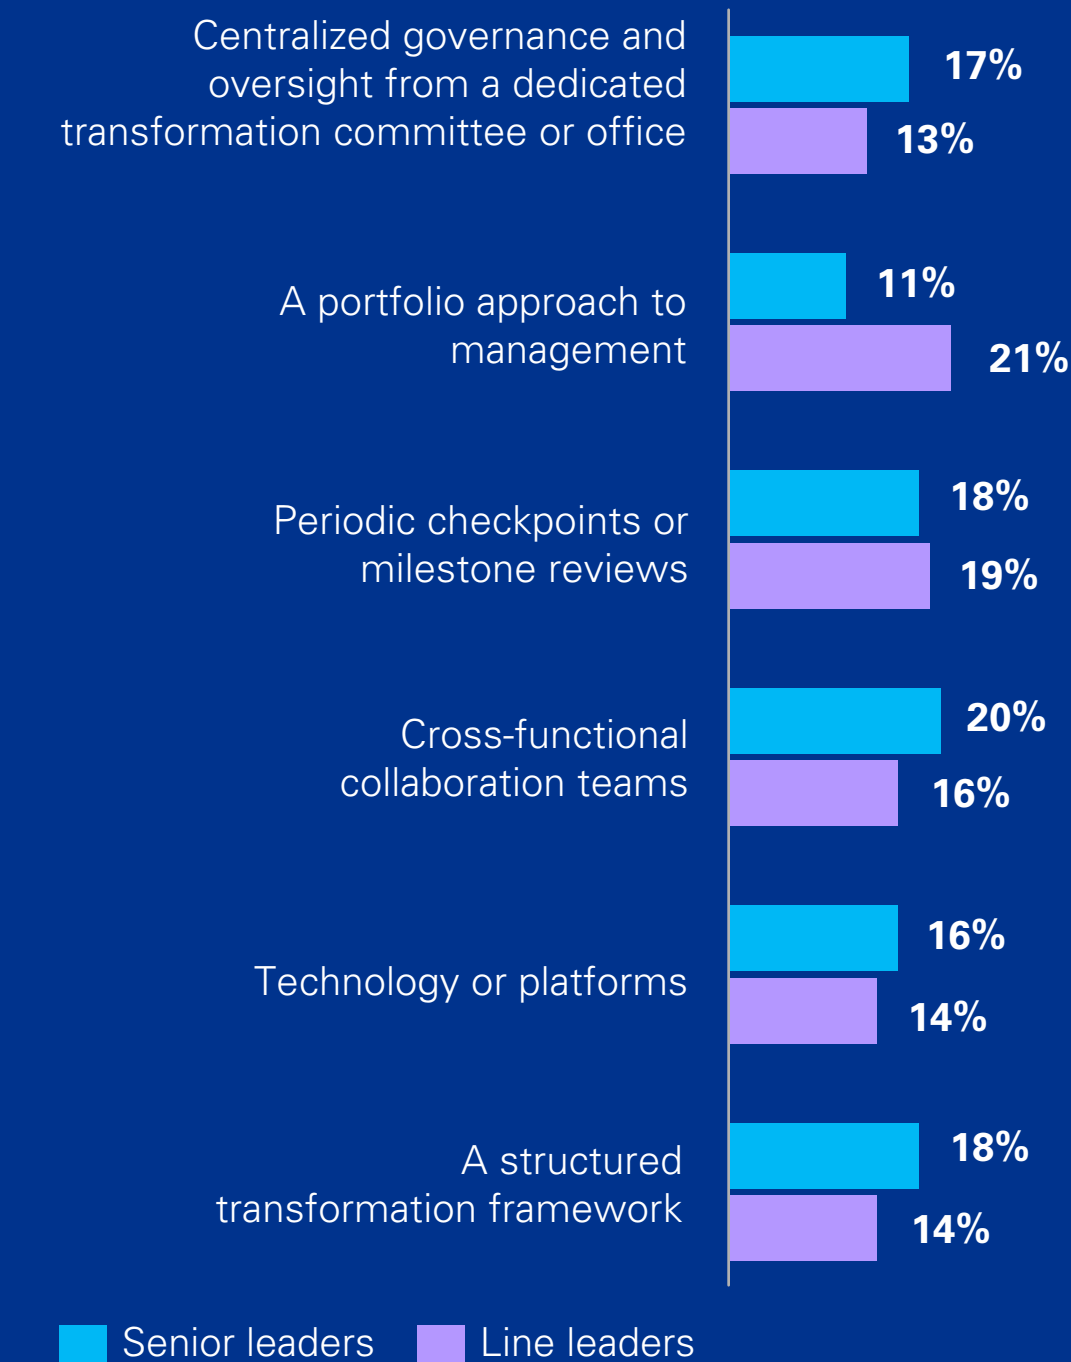 Centralized governance and
oversight from a dedicated
transformation committee or office
17%
13%
A portfolio approach to
management
11%
21%
Periodic checkpoints or
milestone reviews
18%
19%
Cross-functional
collaboration teams
20%
16%
Technology or platforms
16%
14%
A structured
transformation framework
18%
14%
Senior leaders
Line leaders